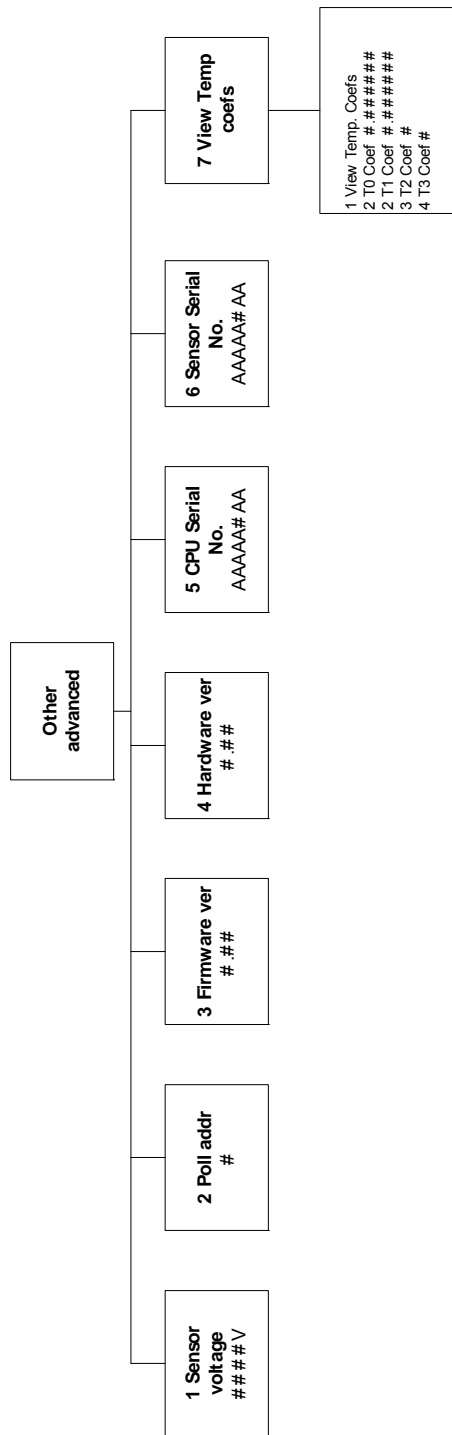 Other
advanced
1 Sensor
voltage
####V
2 Poll addr
#
3 Firmware ver
#.##
4 Hardware ver
#.##
5 CPU Serial
No.
AAAAA#AA
6 Sensor Serial
No.
AAAAA#AA
7 View Temp
coefs
1 View Temp. Coefs
2 T0 Coef #.######
2 T1 Coef #.######
3 T2 Coef #
4 T3 Coef #